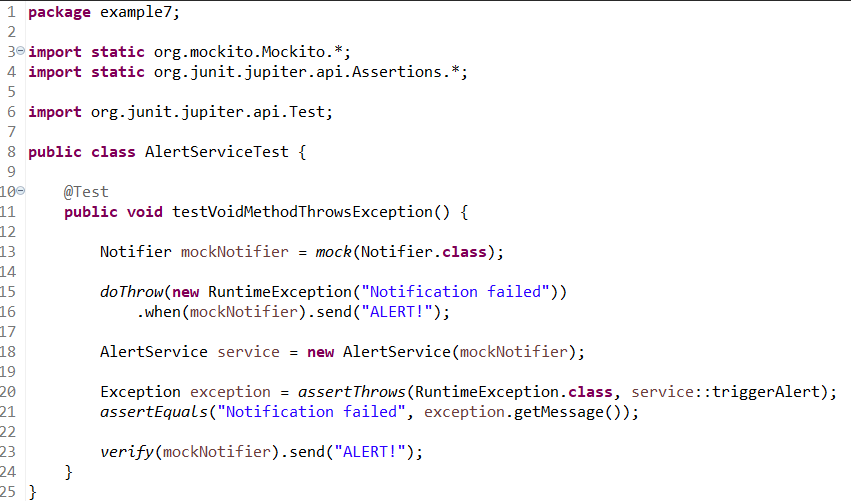 1 package example7;
2
3 import static org.mockito.Mockito.*;
4 import static org.junit.jupiter.api.Assertions.*;
5
6 import org.junit.jupiter.api.Test;
7
8 public class AlertServiceTest {
9
10     @Test
11     public void testVoidMethodThrowsException() {
12
13         Notifier mockNotifier = mock(Notifier.class);
14
15         doThrow(new RuntimeException("Notification failed"))
16             .when(mockNotifier).send("ALERT!");
17
18         AlertService service = new AlertService(mockNotifier);
19
20         Exception exception = assertThrows(RuntimeException.class, service::triggerAlert);
21         assertEquals("Notification failed", exception.getMessage());
22
23         verify(mockNotifier).send("ALERT!");
24     }
25 }